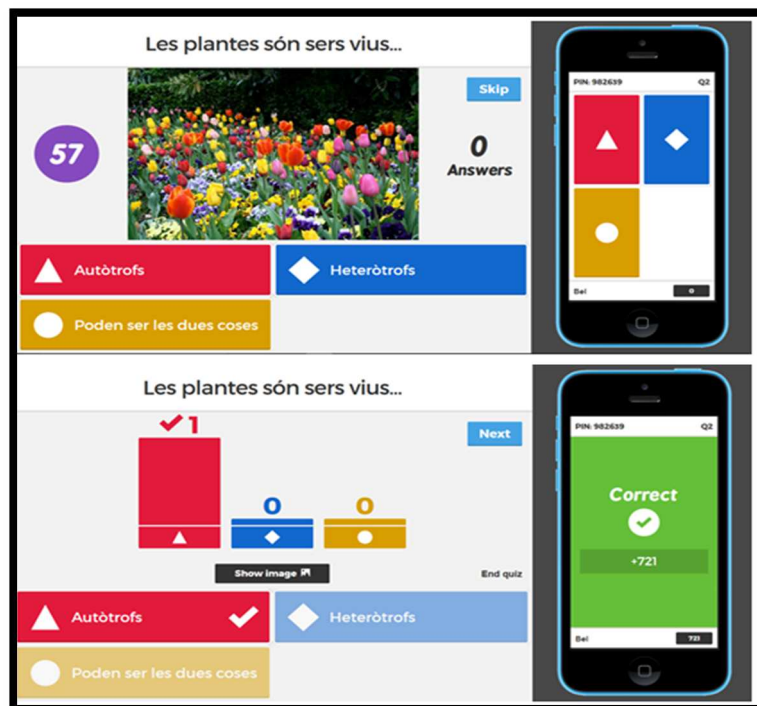 Les plantes són sers vius...
Skip
57
0
Answers
Autòtrofs
Heteròtrofs
Poden ser les dues coses
PIN: 982639 Q2
Bel 0
Les plantes són sers vius...
1
Next
0 0
Show image
End quiz
Autòtrofs
Heteròtrofs
Poden ser les dues coses
PIN: 982639 Q2
Correct
+721
Bel 721